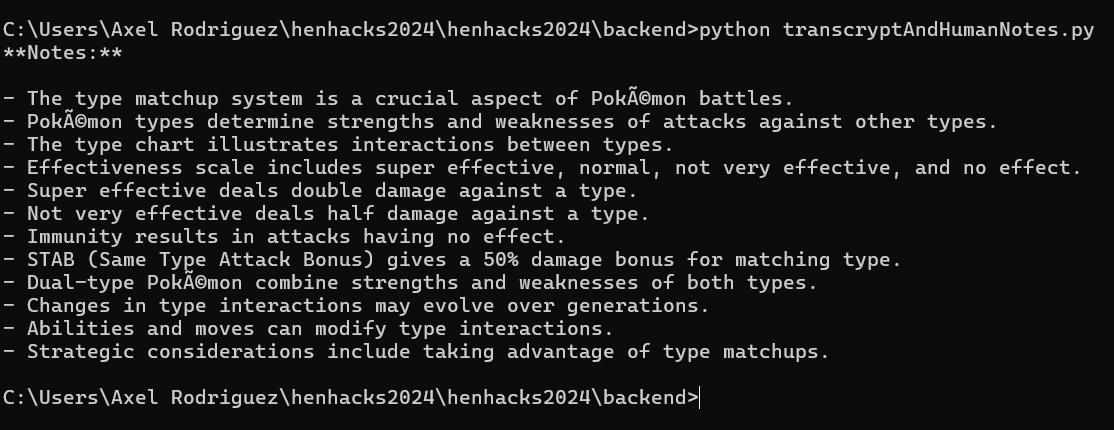 C:\Users\Axel Rodriguez\henhacks2024\henhacks2024\backend>python transcryptAndHumanNotes.py
**Notes:**
- The type matchup system is a crucial aspect of PokÃ©mon battles.
- PokÃ©mon types determine strengths and weaknesses of attacks against other types.
- The type chart illustrates interactions between types.
- Effectiveness scale includes super effective, normal, not very effective, and no effect.
- Super effective deals double damage against a type.
- Not very effective deals half damage against a type.
- Immunity results in attacks having no effect.
- STAB (Same Type Attack Bonus) gives a 50% damage bonus for matching type.
- Dual-type PokÃ©mon combine strengths and weaknesses of both types.
- Changes in type interactions may evolve over generations.
- Abilities and moves can modify type interactions.
- Strategic considerations include taking advantage of type matchups.
C:\Users\Axel Rodriguez\henhacks2024\henhacks2024\backend>